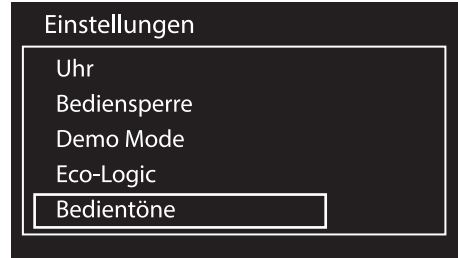 Einstellungen
Uhr
Bediensperre
Demo Mode
Eco-Logic
Bedientöne